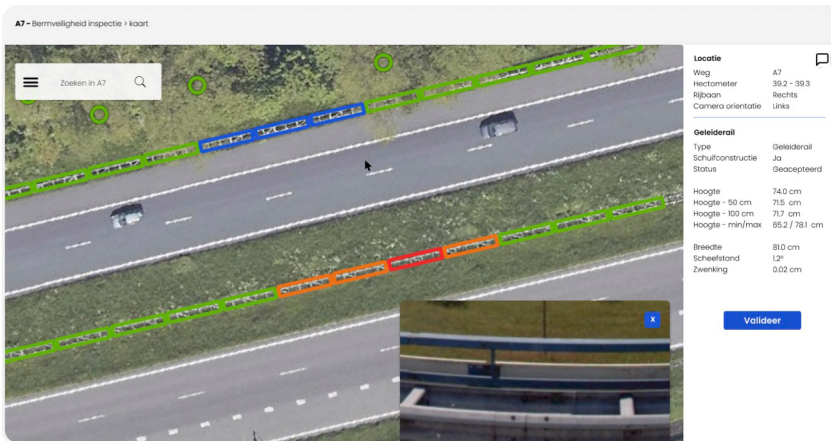 A7 - Bermveiligheid inspectie > kaart
Zoeken in A7
Locatie
Weg A7
Hectometer 39.2 - 39.3
Rijbaan Rechts
Camera orientatie Links
Geleiderail
Type Geleiderail
Schuifconstructie Ja
Status Geaccepteerd
Hoogte 74.0 cm
Hoogte - 50 cm 71.5 cm
Hoogte - 100 cm 71.7 cm
Hoogte - min/max 65.2 / 78.1 cm
Breedte 81.0 cm
Scheefstand 1.2°
Zwenking 0.02 cm
x
Valideer